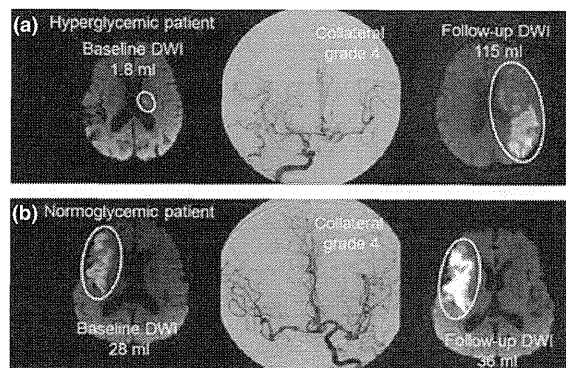 (a) Hyperglycemic patient
Baseline DWI
1.8 ml
Collateral
grade 4
Follow-up DWI
115 ml
(b) Normoglycemic patient
Baseline DWI
28 ml
Collateral
grade 4
Follow-up DWI
36 ml